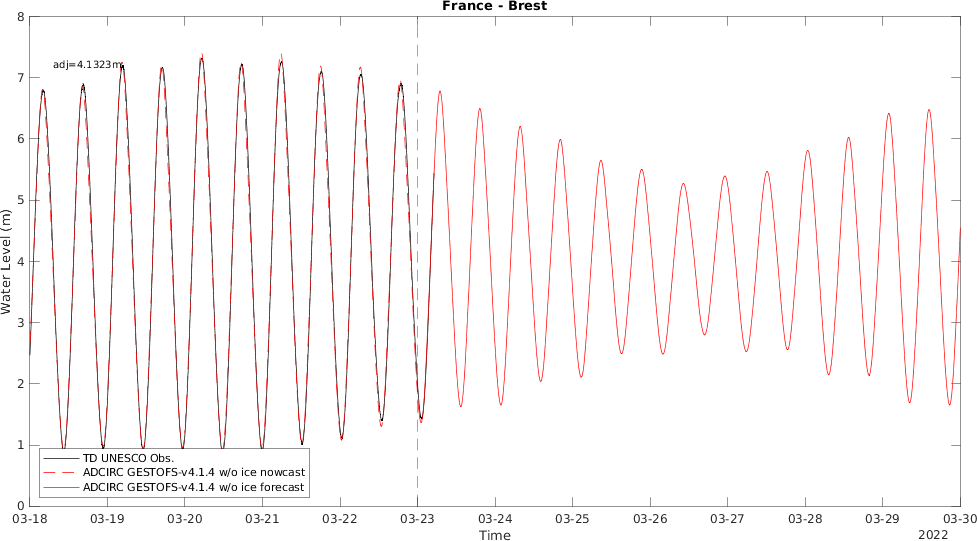 France - Brest
8
7
6
5
4
3
2
1
0
Water Level (m)
adj=4.1323m
TD UNESCO Obs.
ADCIRC GESTOFS-v4.1.4 w/o ice nowcast
ADCIRC GESTOFS-v4.1.4 w/o ice forecast
03-18 03-19 03-20 03-21 03-22 03-23 03-24 03-25 03-26 03-27 03-28 03-29 03-30
Time
2022